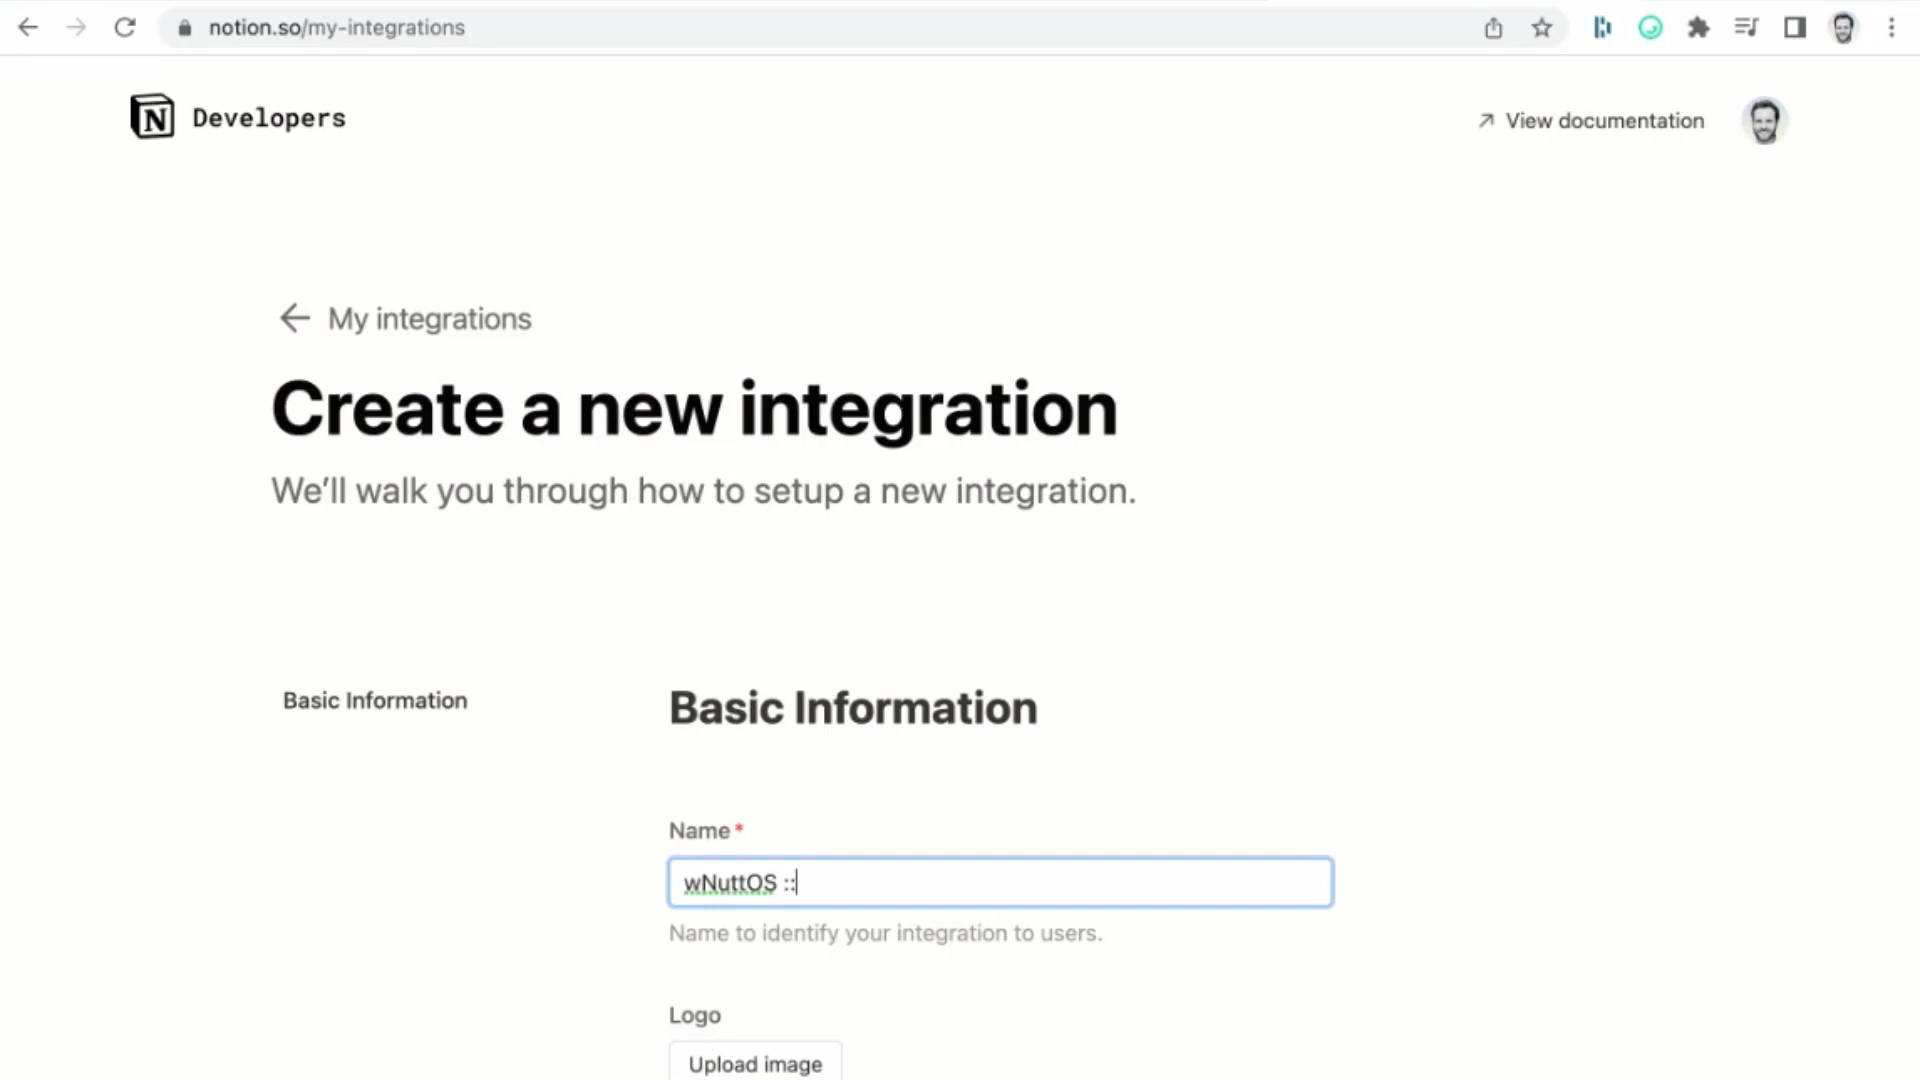 notion.so/my-integrations
N Developers
View documentation
My integrations
Create a new integration
We'll walk you through how to setup a new integration.
Basic Information
Basic Information
Name *
wNuttOS ::
Name to identify your integration to users.
Logo
Upload image